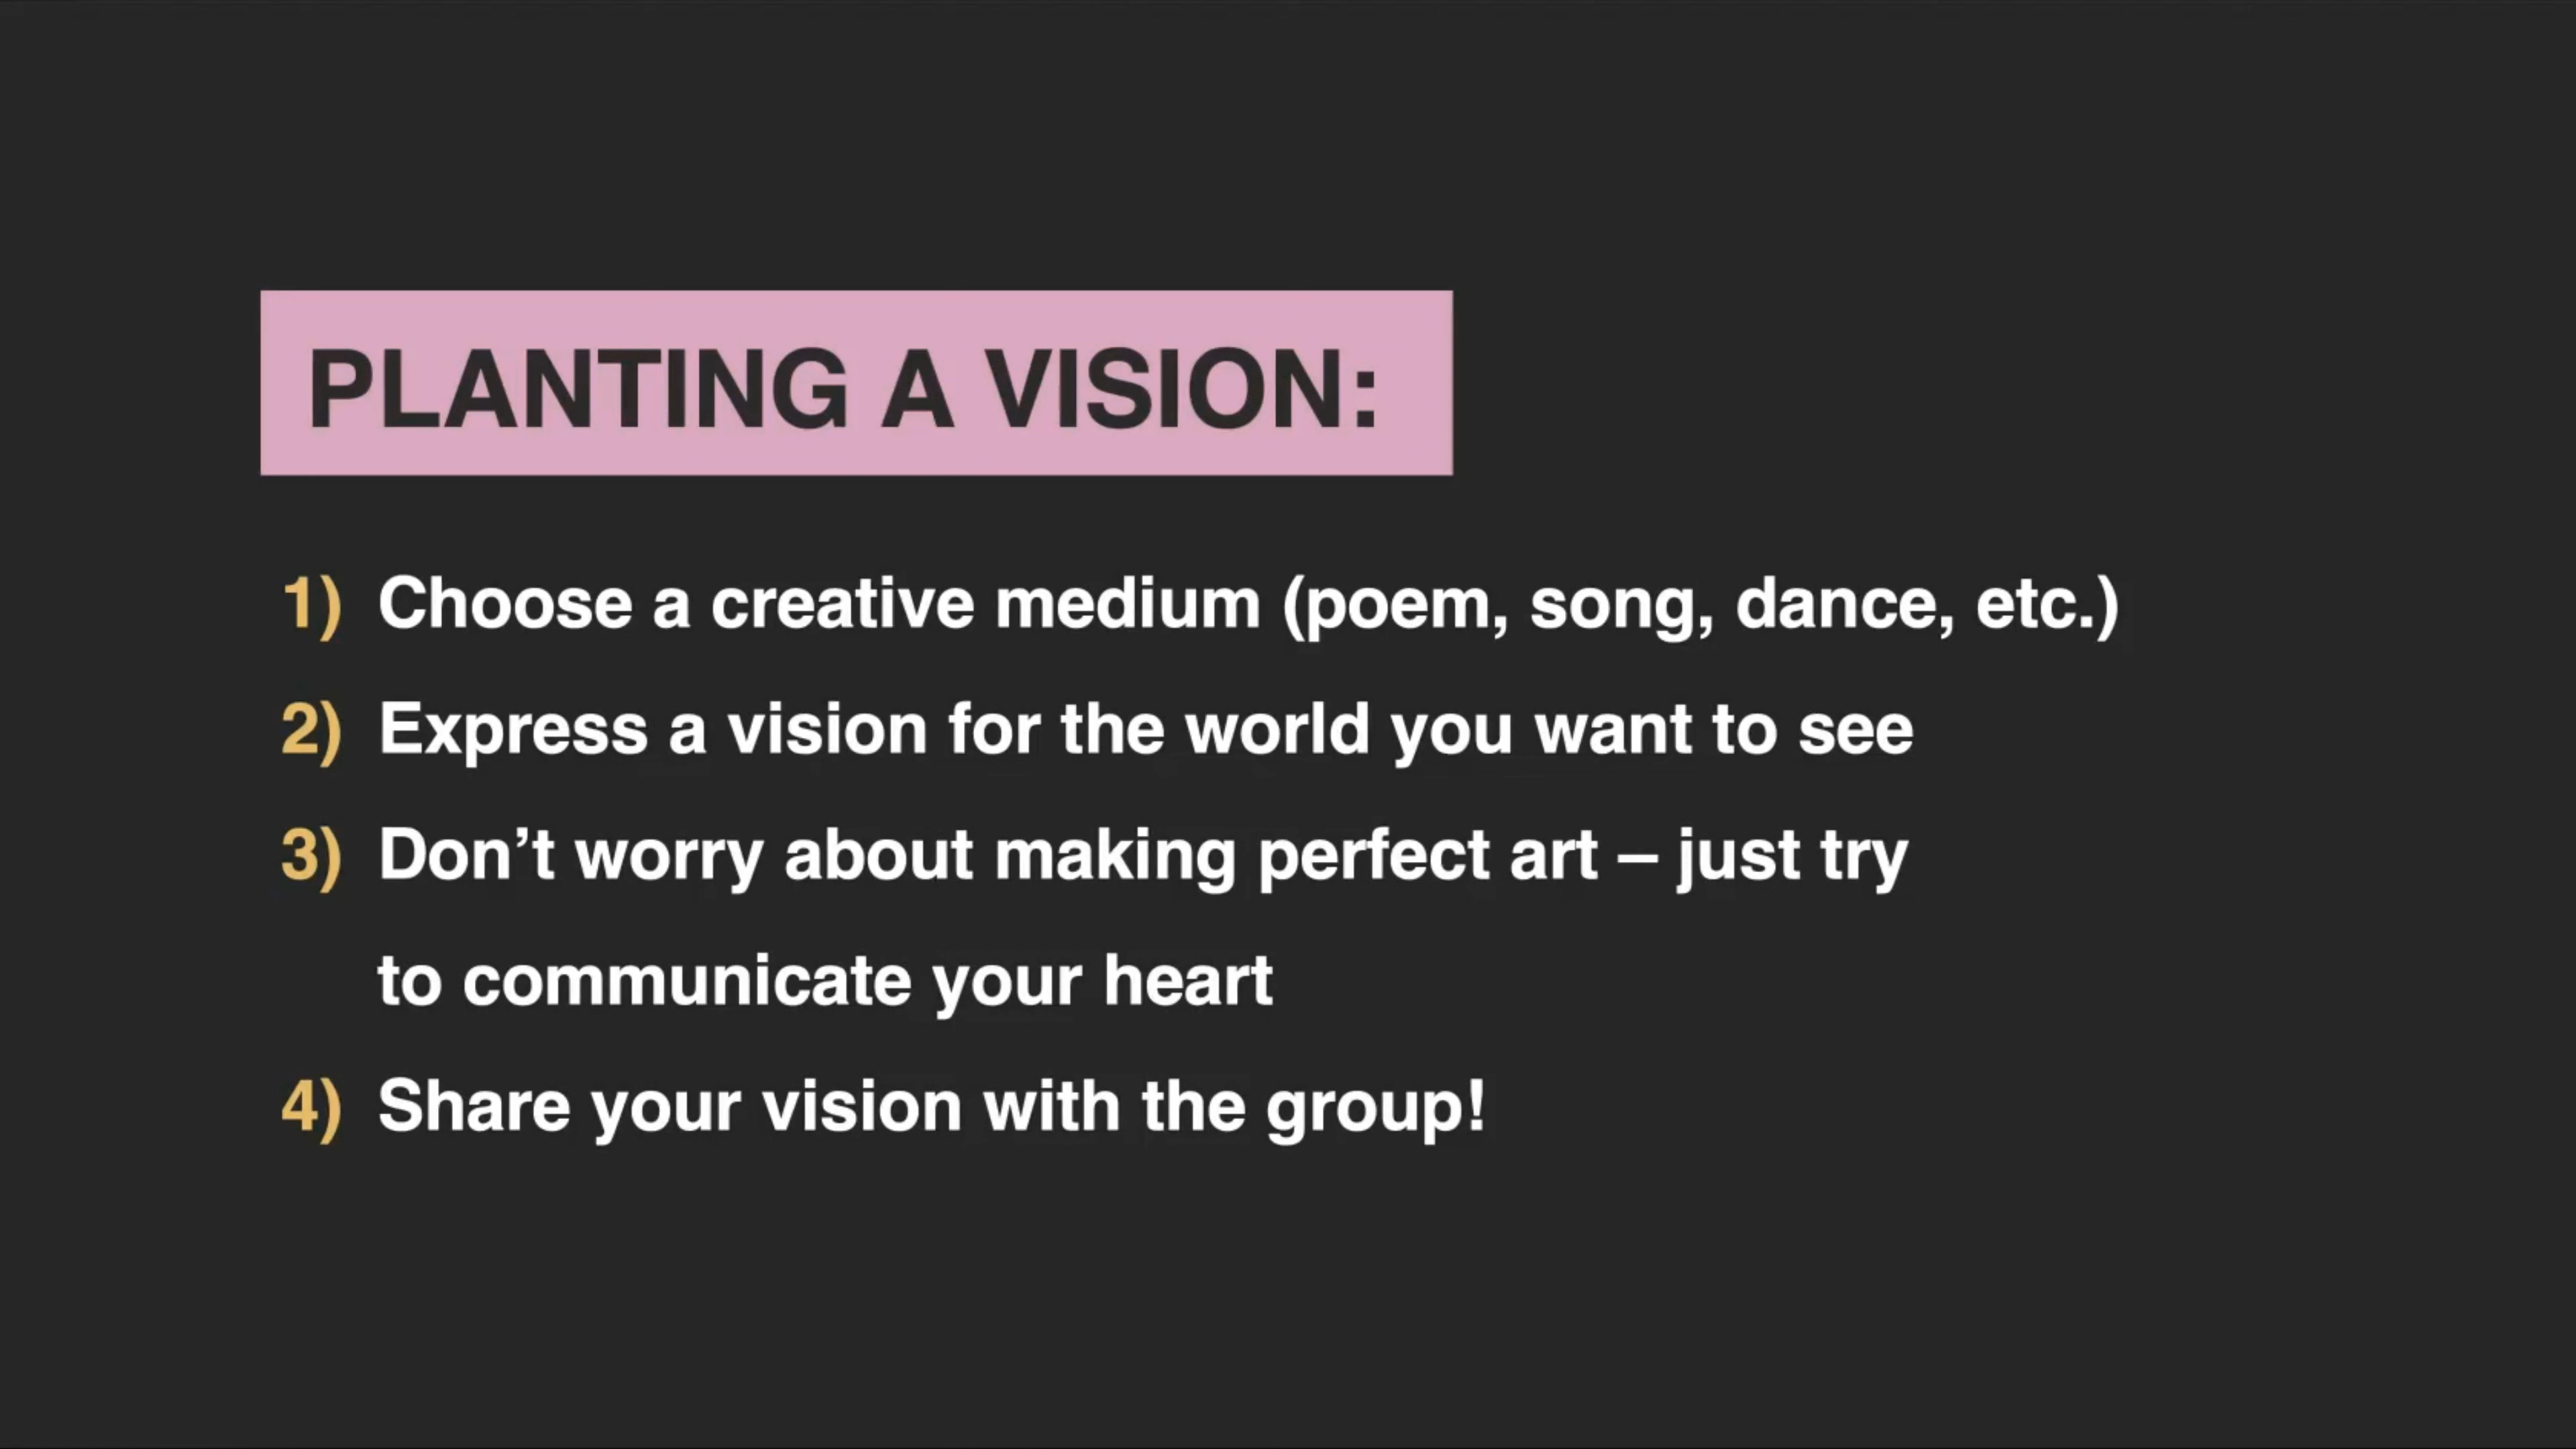 PLANTING A VISION:
1) Choose a creative medium (poem, song, dance, etc.)
2) Express a vision for the world you want to see
3) Don’t worry about making perfect art – just try
to communicate your heart
4) Share your vision with the group!